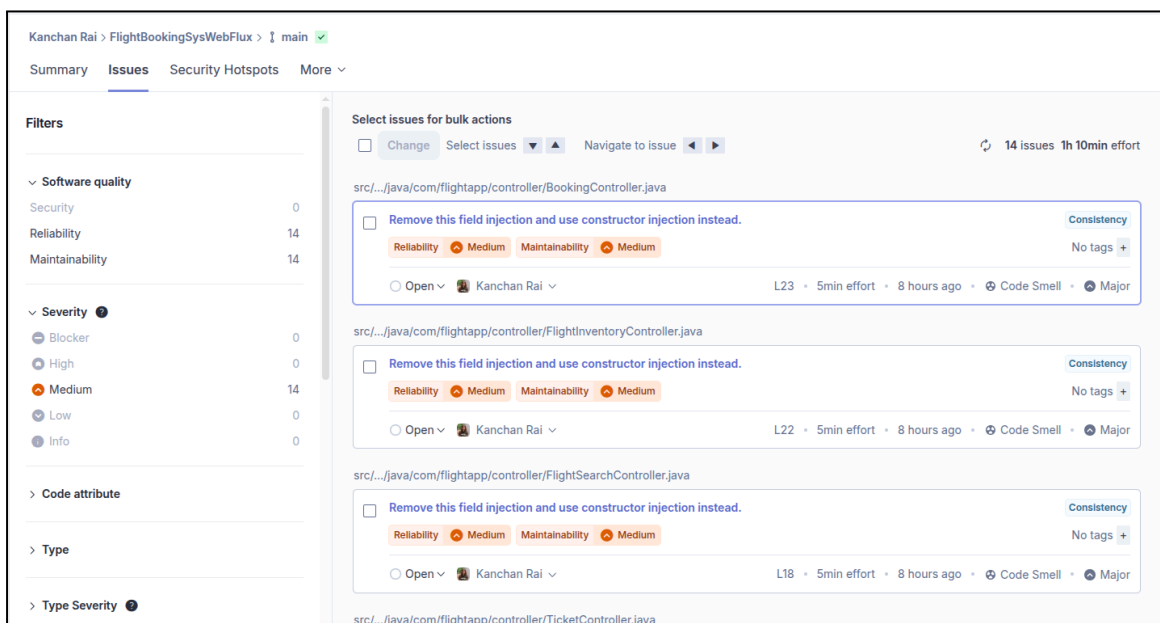 Kanchan Rai > FlightBookingSysWebFlux > main
Summary Issues Security Hotspots More
Filters
Software quality
Security 0
Reliability 14
Maintainability 14
Severity ?
Blocker 0
High 0
Medium 14
Low 0
Info 0
Code attribute
Type
Type Severity ?
Select issues for bulk actions
Change Select issues Navigate to issue 14 issues 1h 10min effort
src/.../java/com/flightapp/controller/BookingController.java
Remove this field injection and use constructor injection instead. Consistency
Reliability Medium Maintainability Medium No tags +
Open Kanchan Rai L23 • 5min effort • 8 hours ago • Code Smell • Major
src/.../java/com/flightapp/controller/FlightInventoryController.java
Remove this field injection and use constructor injection instead. Consistency
Reliability Medium Maintainability Medium No tags +
Open Kanchan Rai L22 • 5min effort • 8 hours ago • Code Smell • Major
src/.../java/com/flightapp/controller/FlightSearchController.java
Remove this field injection and use constructor injection instead. Consistency
Reliability Medium Maintainability Medium No tags +
Open Kanchan Rai L18 • 5min effort • 8 hours ago • Code Smell • Major
src/.../java/com/flightapp/controller/TicketController.java